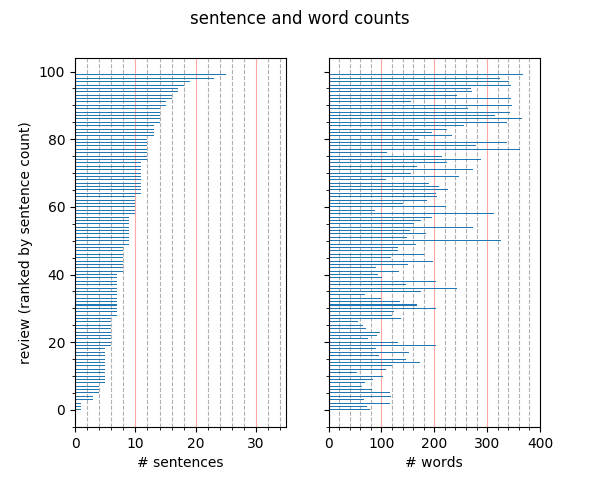 sentence and word counts
review (ranked by sentence count)
100
80
60
40
20
0
0 10 20 30
# sentences
0 100 200 300 400
# words